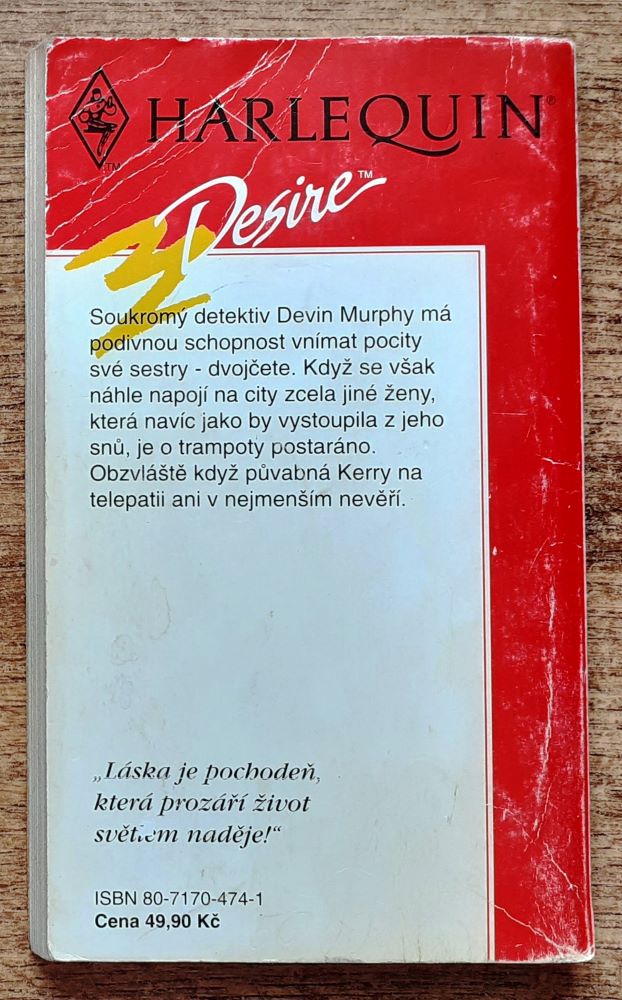 HARLEQUIN®
™
Desire™
Soukromý detektiv Devin Murphy má
podivnou schopnost vnímat pocity
své sestry - dvojčete. Když se však
náhle napojí na city zcela jiné ženy,
která navíc jako by vystoupila z jeho
snů, je o trampoty postaráno.
Obzvláště když půvabná Kerry na
telepatii ani v nejmenším nevěří.
„Láska je pochodeň,
která prozáří život
světlem naděje!“
ISBN 80-7170-474-1
Cena 49,90 Kč